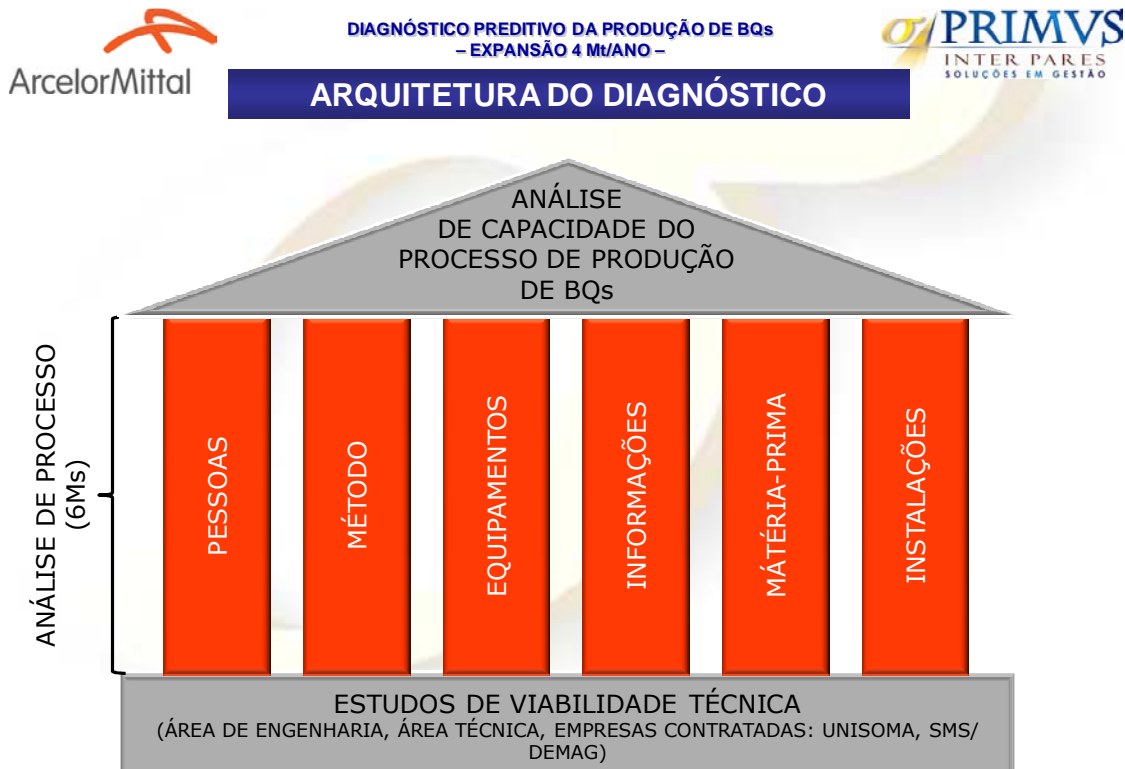 ArcelorMittal
DIAGNÓSTICO PREDITIVO DA PRODUÇÃO DE BQs
– EXPANSÃO 4 Mt/ANO –
PRIMVS
INTER PARES
SOLUÇÕES EM GESTÃO
ARQUITETURA DO DIAGNÓSTICO
ANÁLISE
DE CAPACIDADE DO
PROCESSO DE PRODUÇÃO
DE BQs
ANÁLISE DE PROCESSO
(6Ms)
PESSOAS
MÉTODO
EQUIPAMENTOS
INFORMAÇÕES
MÁTÉRIA-PRIMA
INSTALAÇÕES
ESTUDOS DE VIABILIDADE TÉCNICA
(ÁREA DE ENGENHARIA, ÁREA TÉCNICA, EMPRESAS CONTRATADAS: UNISOMA, SMS/
DEMAG)